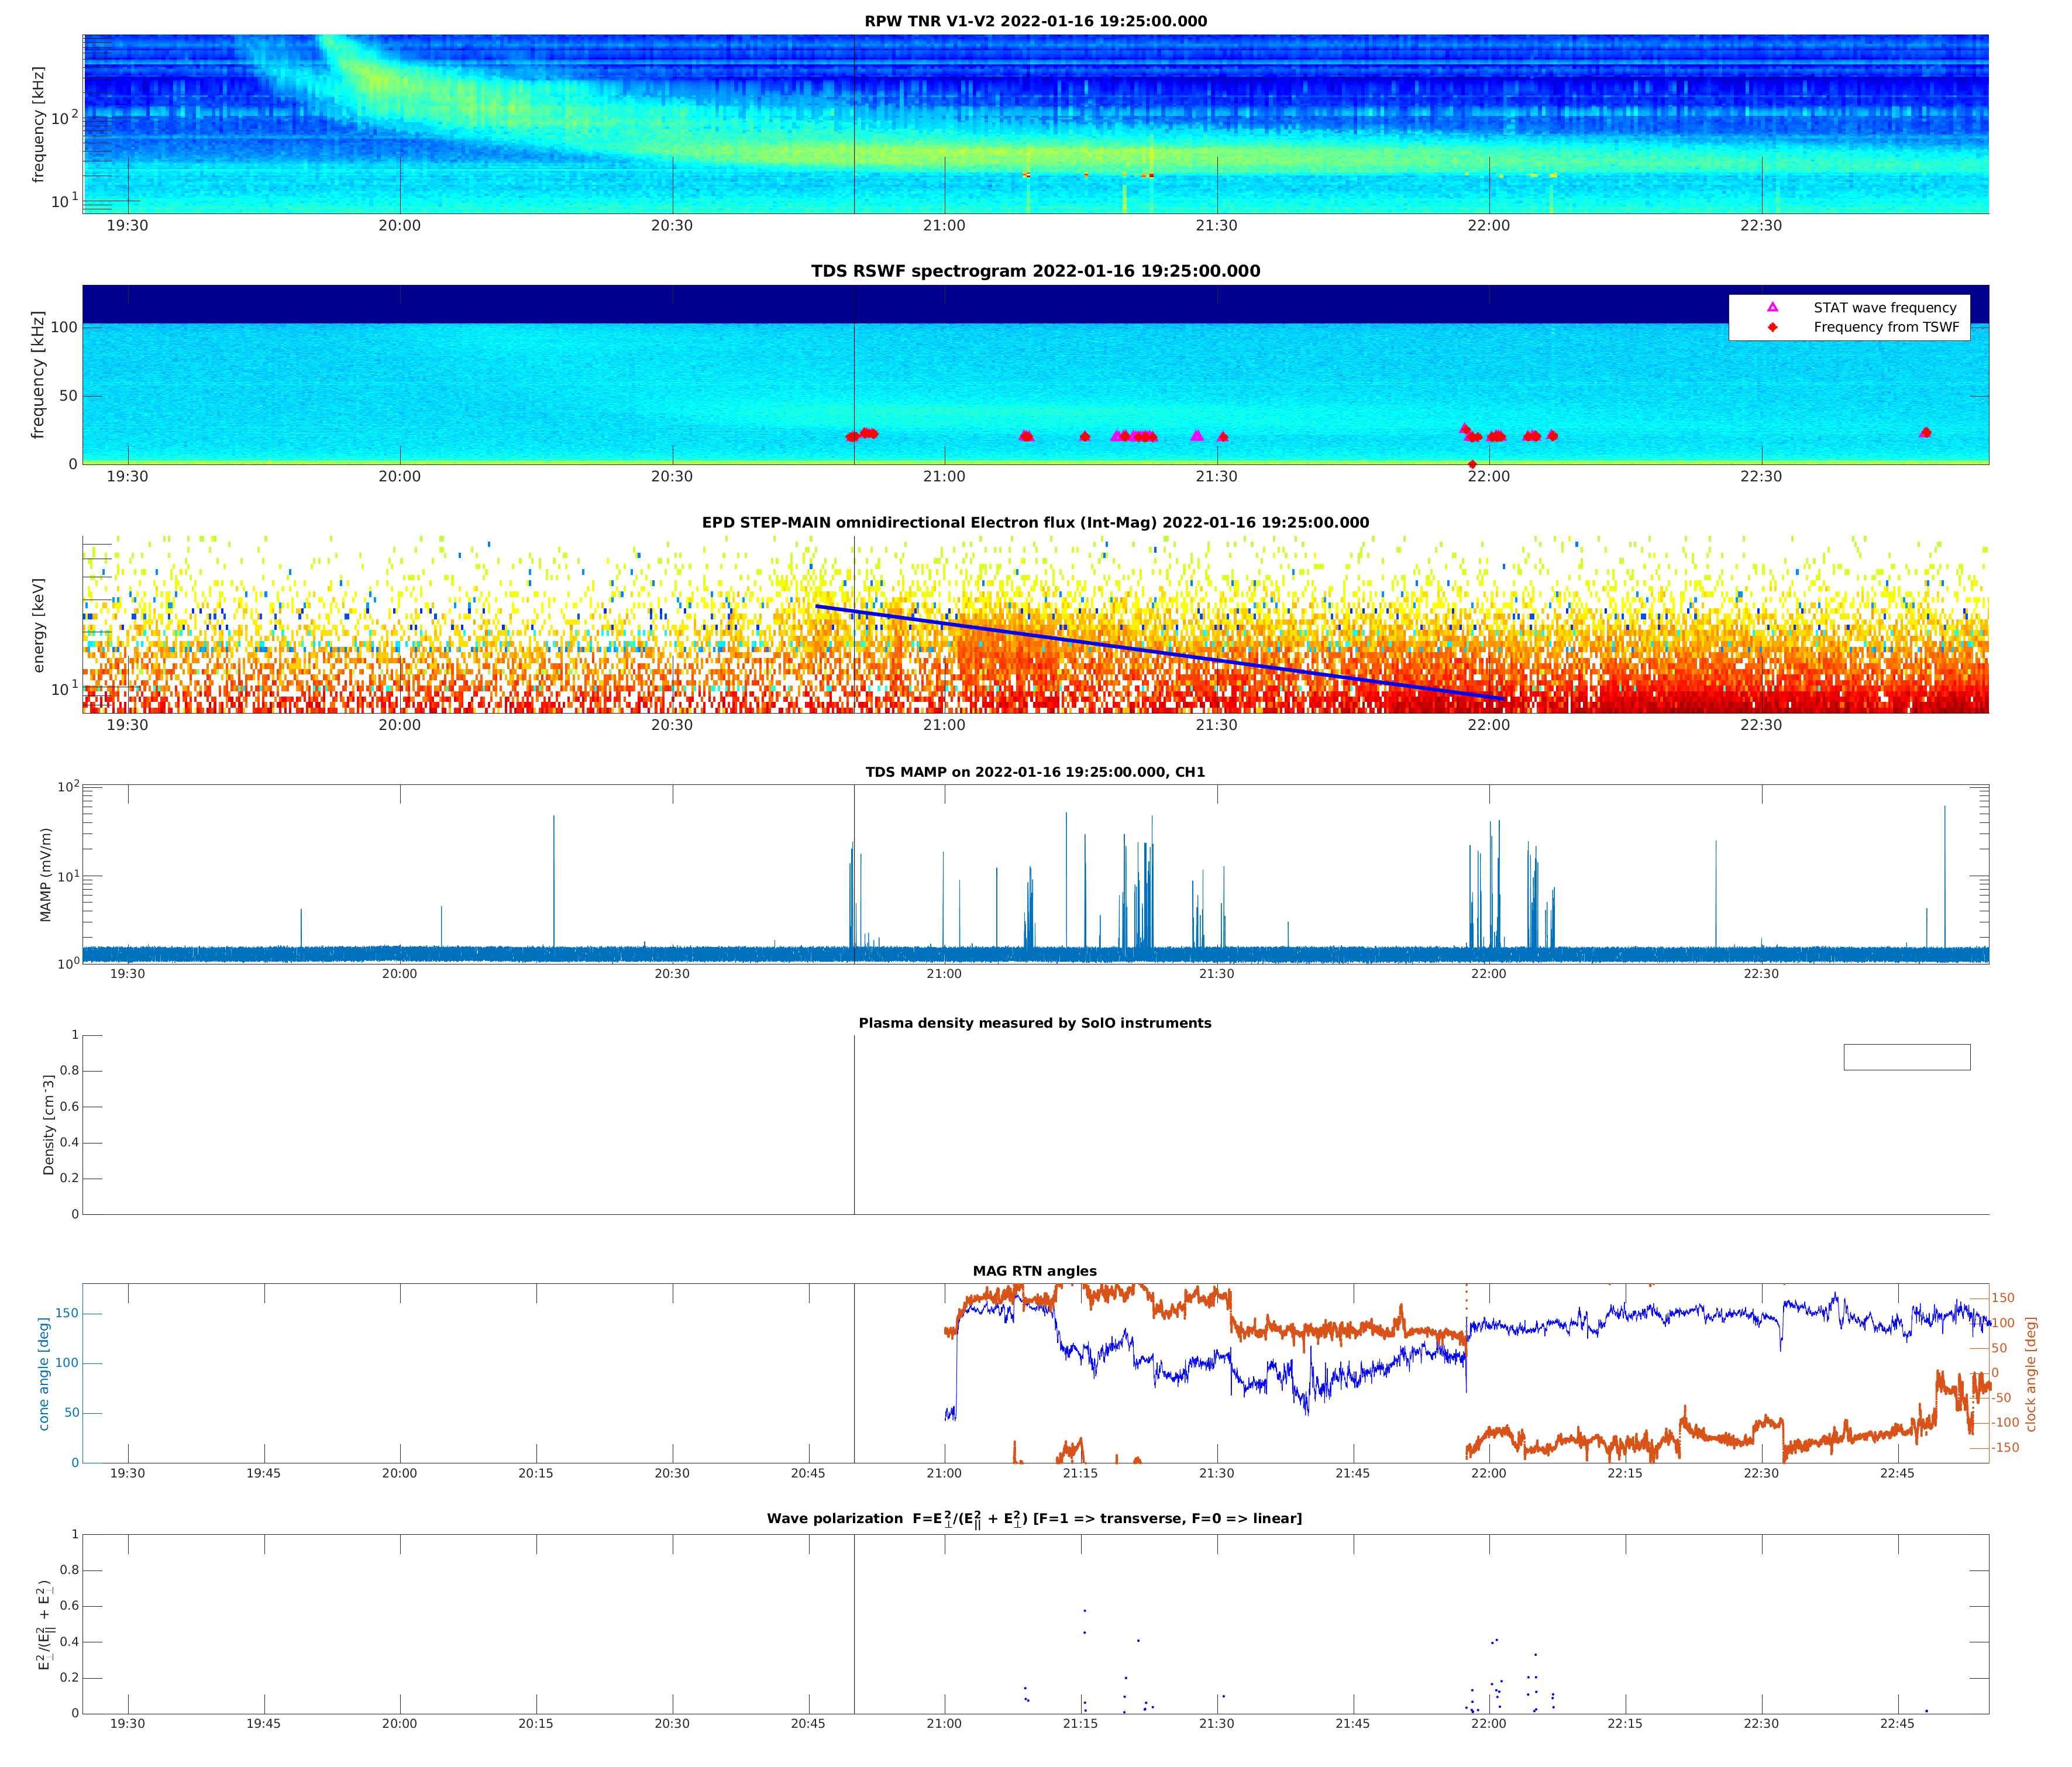 RPW TNR V1-V2 2022-01-16 19:25:00.000
frequency [kHz]
10^2
10^1
19:30 20:00 20:30 21:00 21:30 22:00 22:30
TDS RSWF spectrogram 2022-01-16 19:25:00.000
frequency [kHz]
100
50
0
STAT wave frequency
Frequency from TSWF
19:30 20:00 20:30 21:00 21:30 22:00 22:30
EPD STEP-MAIN omnidirectional Electron flux (Int-Mag) 2022-01-16 19:25:00.000
energy [keV]
10^1
19:30 20:00 20:30 21:00 21:30 22:00 22:30
TDS MAMP on 2022-01-16 19:25:00.000, CH1
MAMP (mV/m)
10^2
10^1
10^0
19:30 20:00 20:30 21:00 21:30 22:00 22:30
Plasma density measured by SolO instruments
Density [cm^-3]
1
0.8
0.6
0.4
0.2
0
MAG RTN angles
cone angle [deg]
150
100
50
0
150
100
50
0
-50
-100
-150
clock angle [deg]
19:30 19:45 20:00 20:15 20:30 20:45 21:00 21:15 21:30 21:45 22:00 22:15 22:30 22:45
Wave polarization F=E⊥^2/(E||^2 + E⊥^2) [F=1 => transverse, F=0 => linear]
E⊥^2/(E||^2 + E⊥^2)
1
0.8
0.6
0.4
0.2
0
19:30 19:45 20:00 20:15 20:30 20:45 21:00 21:15 21:30 21:45 22:00 22:15 22:30 22:45